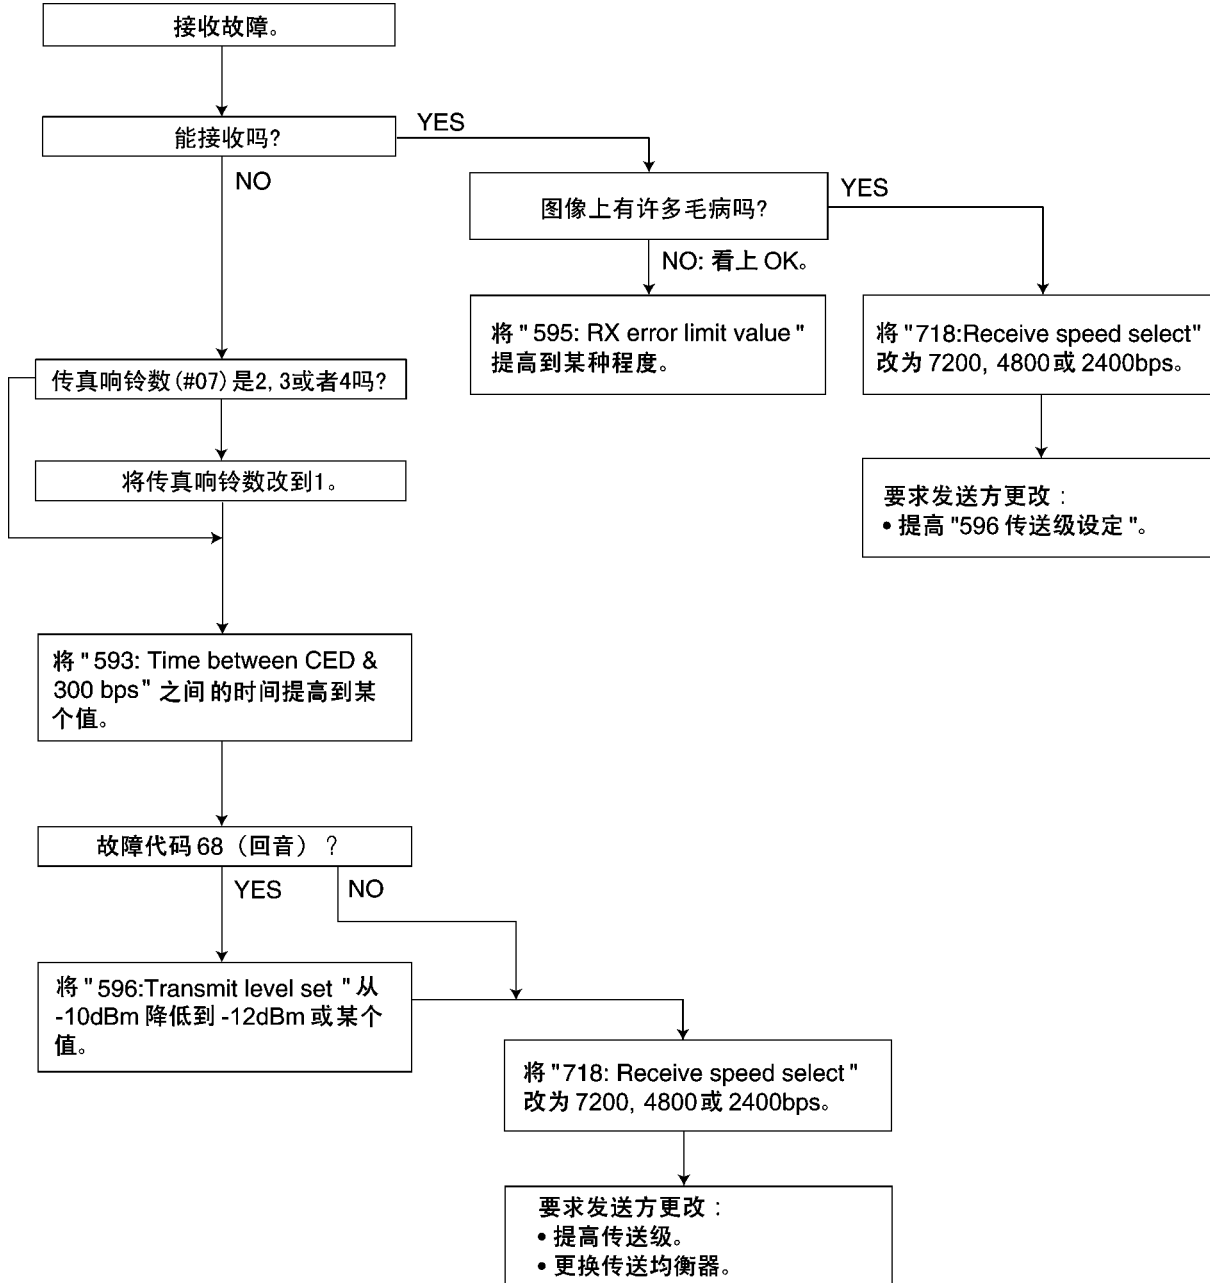 接收故障。
能接收吗?
YES
NO
图像上有许多毛病吗?
YES
NO: 看上 OK。
将 " 595: RX error limit value "
提高到某种程度。
将 "718:Receive speed select"
改为 7200, 4800或 2400bps。
要求发送方更改 :
• 提高 "596 传送级设定 "。
传真响铃数 (#07) 是2, 3或者4吗?
将传真响铃数改到1。
将 " 593: Time between CED &
300 bps " 之间 的时间提高到某
个值。
故障代码 68 (回音) ?
YES
NO
将 " 596:Transmit level set " 从
-10dBm 降低到 -12dBm 或某个
值。
将 "718: Receive speed select "
改为 7200, 4800或 2400bps。
要求发送方更改 :
• 提高传送级。
• 更换传送均衡器。